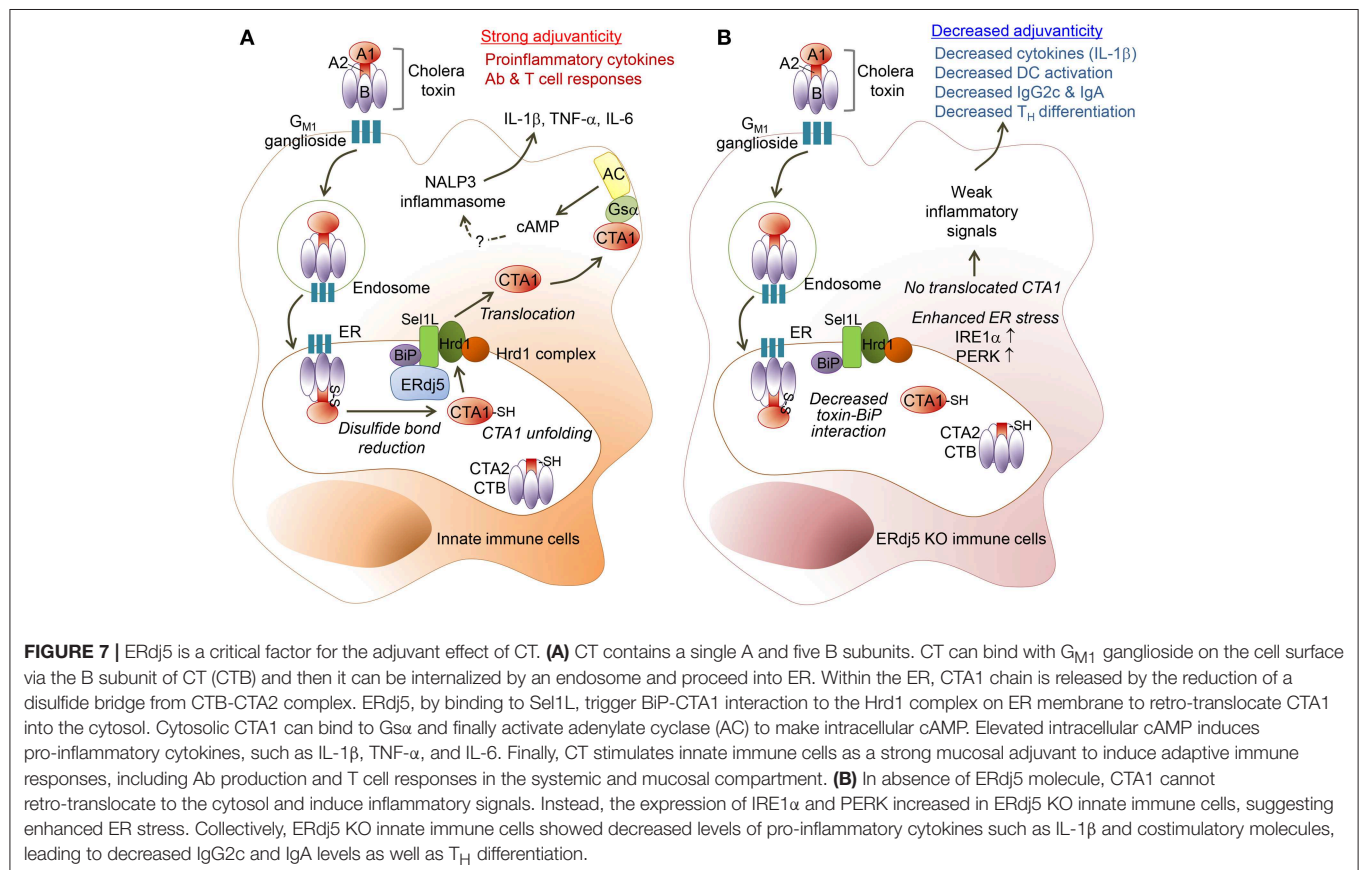 A
Strong adjuvanticity
Proinflammatory cytokines
Ab & T cell responses
A1
A2
B
Cholera
toxin
GM1
ganglioside
IL-1β, TNF-α, IL-6
NALP3
inflammasome
AC
Gsα
cAMP
?
CTA1
Endosome
CTA1
Translocation
Sel1L
ER
Hrd1
BiP
Hrd1 complex
ERdj5
S-S
CTA1-SH
Disulfide bond
reduction
CTA1 unfolding
-SH
CTA2
CTB
Innate immune cells
B
Decreased adjuvanticity
Decreased cytokines (IL-1β)
Decreased DC activation
Decreased IgG2c & IgA
Decreased TH differentiation
A1
A2
B
Cholera
toxin
GM1
ganglioside
Weak
inflammatory
signals
Endosome
No translocated CTA1
Enhanced ER stress
IRE1α ↑
PERK ↑
Sel1L
ER
Hrd1
BiP
S-S
Decreased
toxin-BiP
interaction
CTA1-SH
-SH
CTA2
CTB
ERdj5 KO immune cells
FIGURE 7 | ERdj5 is a critical factor for the adjuvant effect of CT. (A) CT contains a single A and five B subunits. CT can bind with GM1 ganglioside on the cell surface
via the B subunit of CT (CTB) and then it can be internalized by an endosome and proceed into ER. Within the ER, CTA1 chain is released by the reduction of a
disulfide bridge from CTB-CTA2 complex. ERdj5, by binding to Sel1L, trigger BiP-CTA1 interaction to the Hrd1 complex on ER membrane to retro-translocate CTA1
into the cytosol. Cytosolic CTA1 can bind to Gsα and finally activate adenylate cyclase (AC) to make intracellular cAMP. Elevated intracellular cAMP induces
pro-inflammatory cytokines, such as IL-1β, TNF-α, and IL-6. Finally, CT stimulates innate immune cells as a strong mucosal adjuvant to induce adaptive immune
responses, including Ab production and T cell responses in the systemic and mucosal compartment. (B) In absence of ERdj5 molecule, CTA1 cannot
retro-translocate to the cytosol and induce inflammatory signals. Instead, the expression of IRE1α and PERK increased in ERdj5 KO innate immune cells, suggesting
enhanced ER stress. Collectively, ERdj5 KO innate immune cells showed decreased levels of pro-inflammatory cytokines such as IL-1β and costimulatory molecules,
leading to decreased IgG2c and IgA levels as well as TH differentiation.